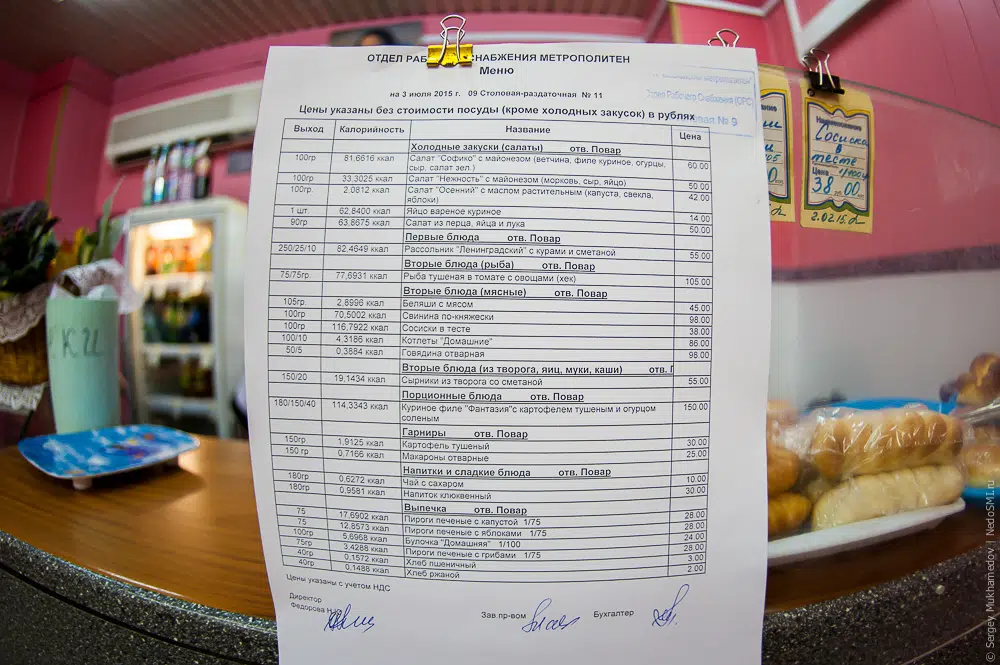 ОТДЕЛ РАБ СНАБЖЕНИЯ МЕТРОПОЛИТЕН
Меню
на 3 июля 2015 г. 09 Столовая-раздаточная № 11
Цены указаны без стоимости посуды (кроме холодных закусок) в рублях
Выход Калорийность Название Цена
Холодные закуски (салаты) отв. Повар
100гр 81,6616 ккал Салат "Софико" с майонезом (ветчина, филе куриное, огурцы, сыр, салат зел.) 60.00
100гр 33,3025 ккал Салат "Нежность" с майонезом (морковь, сыр, яйцо) 50.00
100гр 2,0812 ккал Салат "Осенний" с маслом растительным (капуста, свекла, яблоки) 42.00
1 шт. 62,8400 ккал Яйцо вареное куриное 14.00
90гр 63,8675 ккал Салат из перца, яйца и лука 50.00
Первые блюда отв. Повар
250/25/10 82,4649 ккал Рассольник "Ленинградский" с курами и сметаной 55.00
Вторые блюда (рыба) отв. Повар
75/75гр. 77,6931 ккал Рыба тушеная в томате с овощами (хек) 105.00
Вторые блюда (мясные) отв. Повар
105гр 2,8996 ккал Беляши с мясом 45.00
100гр 70,5002 ккал Свинина по-княжески 98.00
100гр 116,7922 ккал Сосиски в тесте 38.00
100/10 4,3186 ккал Котлеты "Домашние" 86.00
50/5 0,3884 ккал Говядина отварная 98.00
Вторые блюда (из творога, яиц, муки, каши) отв. Г
150/20 19,1434 ккал Сырники из творога со сметаной 55.00
Порционные блюда отв. Повар
180/150/40 114,3343 ккал Куриное филе "Фантазия"с картофелем тушеным и огурцом соленым 150.00
Гарниры отв. Повар
150гр. 1,9125 ккал Картофель тушеный 30.00
150 гр 0,7166 ккал Макароны отварные 25.00
Напитки и сладкие блюда отв. Повар
180гр 0,6272 ккал Чай с сахаром 10.00
180гр 0,9581 ккал Напиток клюквенный 30.00
Выпечка отв. Повар
75 17,6902 ккал Пироги печеные с капустой 1/75 28.00
75 12,8573 ккал Пироги печеные с яблоками 1/75 28.00
100гр 5,6968 ккал Булочка "Домашняя" 1/100 24.00
75гр 3,4288 ккал Пироги печеные с грибами 1/75 28.00
40гр 0,1572 ккал Хлеб пшеничный 3.00
40гр 0,1488 ккал Хлеб ржаной 2.00
Цены указаны с учетом НДС
Директор
Федорова Н.
Зав.пр-вом Бухгалтер
Отдел Рабочего Снабжения (ОРС)
№ 9
Наименование
Сосиска
в
тесте
Цена
38.00
2.02.15г.
КИ
© Sergey Mukhamedov | NedoSMI.ru